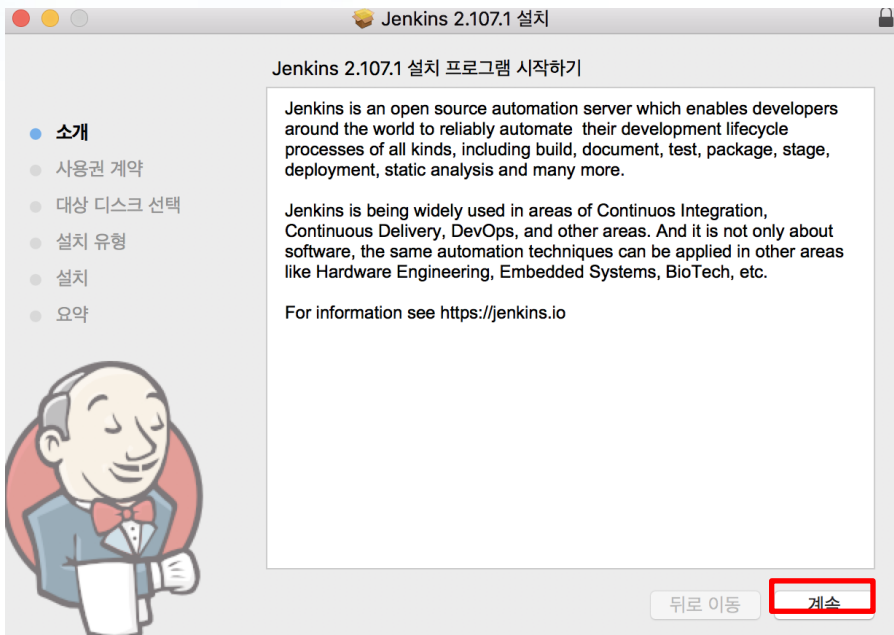 Jenkins 2.107.1 설치
Jenkins 2.107.1 설치 프로그램 시작하기
소개
사용권 계약
대상 디스크 선택
설치 유형
설치
요약
Jenkins is an open source automation server which enables developers
around the world to reliably automate their development lifecycle
processes of all kinds, including build, document, test, package, stage,
deployment, static analysis and many more.
Jenkins is being widely used in areas of Continuos Integration,
Continuous Delivery, DevOps, and other areas. And it is not only about
software, the same automation techniques can be applied in other areas
like Hardware Engineering, Embedded Systems, BioTech, etc.
For information see https://jenkins.io
뒤로 이동
계속